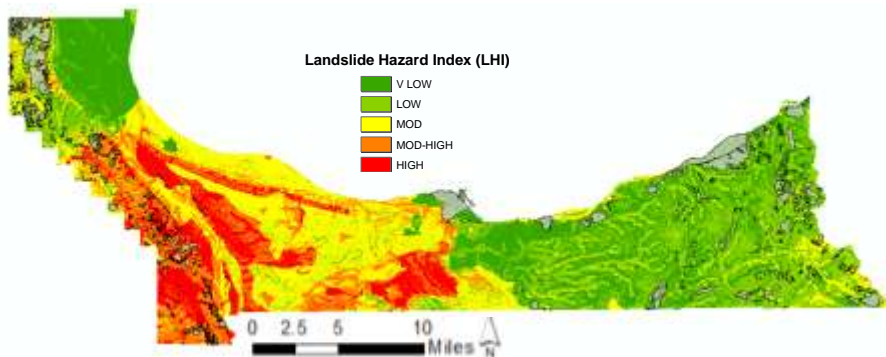 Landslide Hazard Index (LHI)
V LOW
LOW
MOD
MOD-HIGH
HIGH
0 2.5 5 10
Miles N